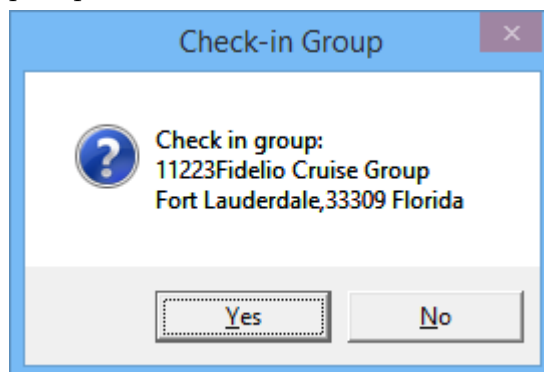 Check-in Group
Check in group:
11223Fidelio Cruise Group
Fort Lauderdale,33309 Florida
Yes
No